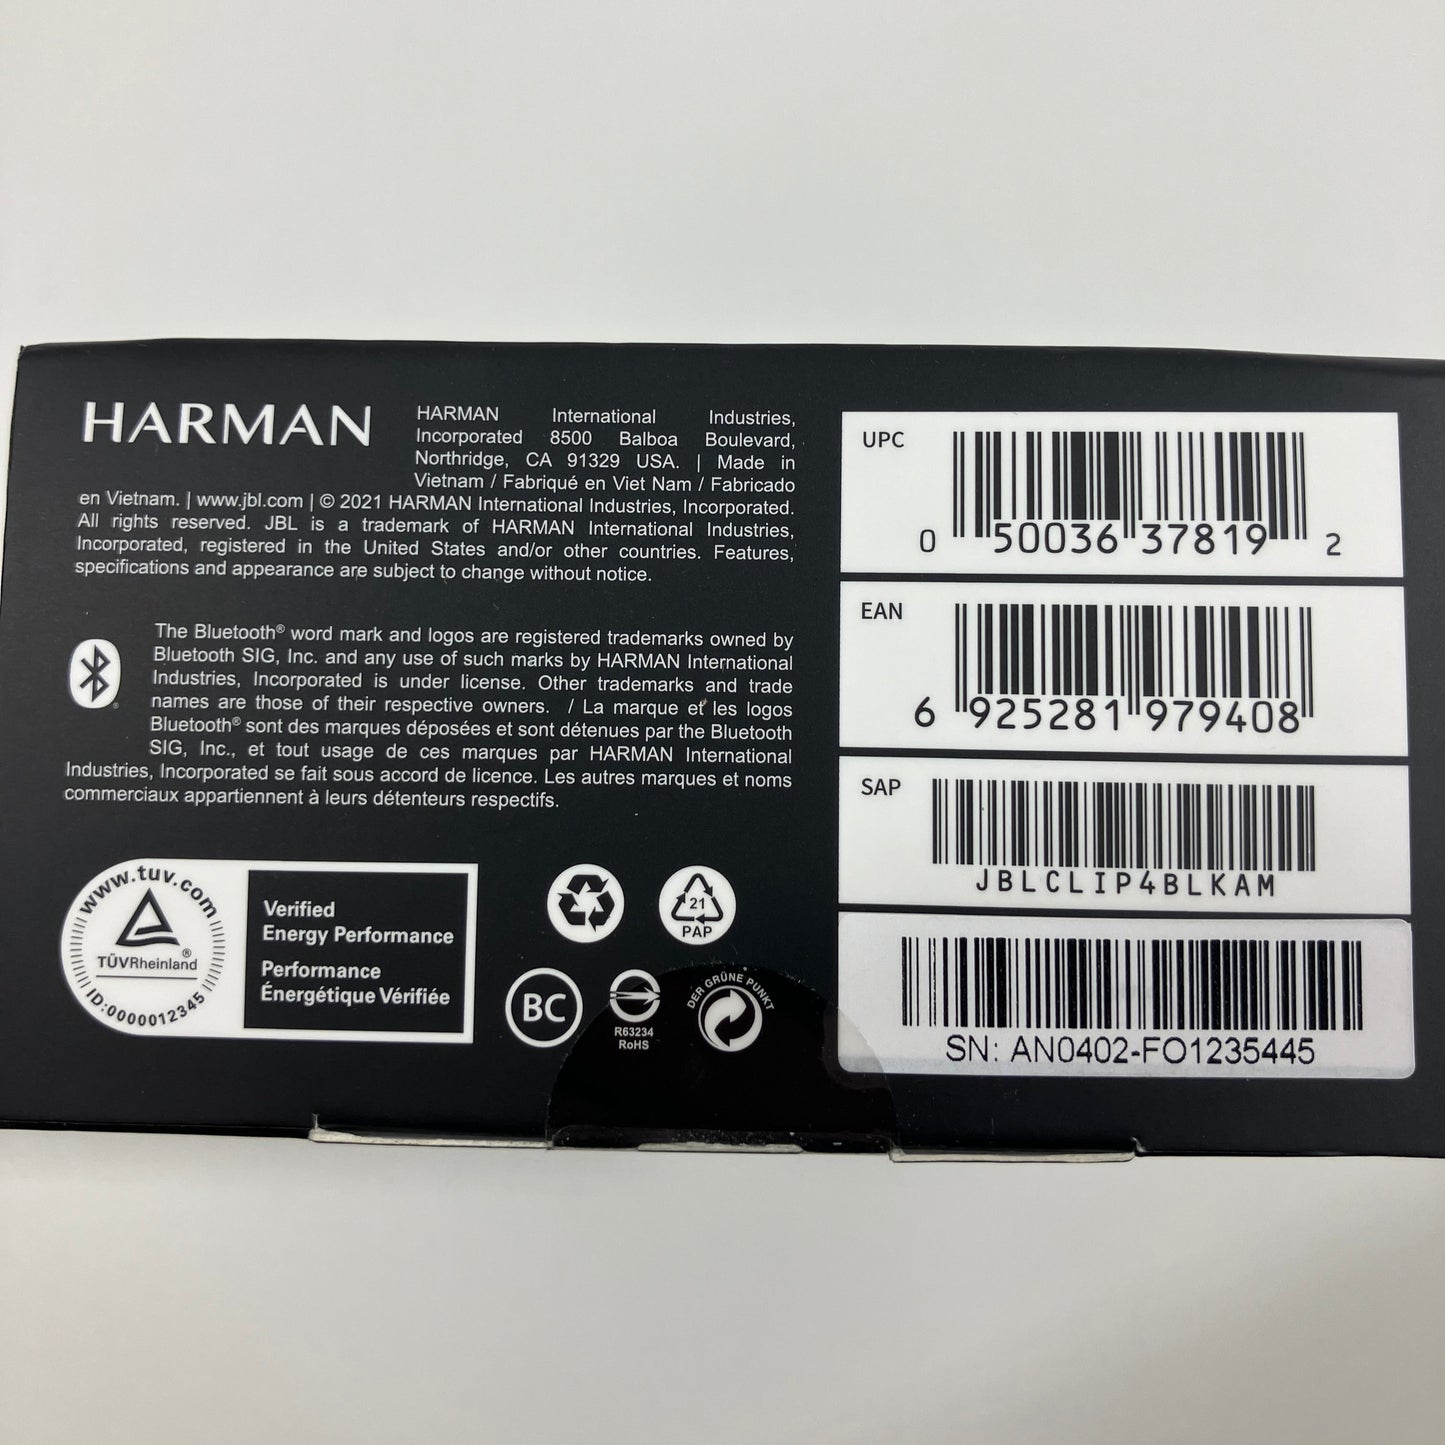 HARMAN
HARMAN International Industries,
Incorporated 8500 Balboa Boulevard,
Northridge, CA 91329 USA. | Made in
Vietnam / Fabriqué en Viet Nam / Fabricado
en Vietnam. | www.jbl.com | © 2021 HARMAN International Industries, Incorporated.
All rights reserved. JBL is a trademark of HARMAN International Industries,
Incorporated, registered in the United States and/or other countries. Features,
specifications and appearance are subject to change without notice.
The Bluetooth® word mark and logos are registered trademarks owned by
Bluetooth SIG, Inc. and any use of such marks by HARMAN International
Industries, Incorporated is under license. Other trademarks and trade
names are those of their respective owners. / La marque et les logos
Bluetooth® sont des marques déposées et sont détenues par the Bluetooth
SIG, Inc., et tout usage de ces marques par HARMAN International
Industries, Incorporated se fait sous accord de licence. Les autres marques et noms
commerciaux appartiennent à leurs détenteurs respectifs.
www.tuv.com
TÜVRheinland®
ID:0000012345
Verified
Energy Performance
Performance
Énergétique Vérifiée
21
PAP
BC
R63234
RoHS
DER GRÜNE PUNKT
UPC
0 50036 37819 2
EAN
6 925281 979408
SAP
JBLCLIP4BLKAM
SN: AN0402-FO1235445